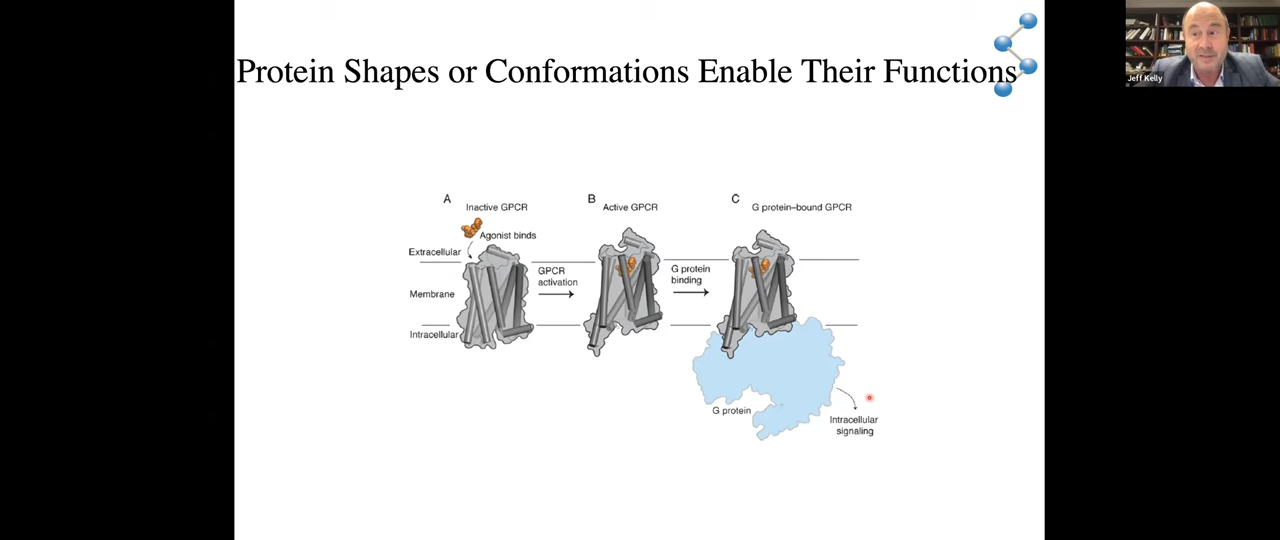 Protein Shapes or Conformations Enable Their Functions
Jeff Kelly
A
Inactive GPCR
Agonist binds
B
Active GPCR
C
G protein–bound GPCR
Extracellular
Membrane
Intracellular
GPCR
activation
G protein
binding
G protein
Intracellular
signaling